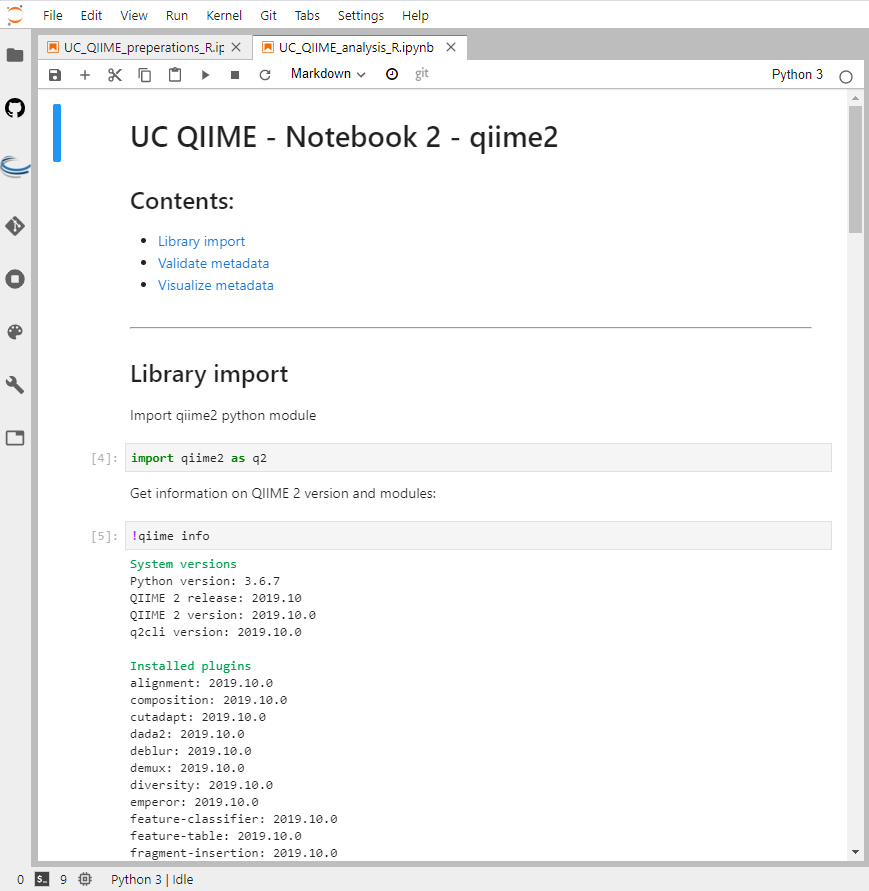 File Edit View Run Kernel Git Tabs Settings Help
UC_QIIME_preperations_R.ip UC_QIIME_analysis_R.ipynb
Markdown git Python 3
UC QIIME - Notebook 2 - qiime2
Contents:
Library import
Validate metadata
Visualize metadata
Library import
Import qiime2 python module
[4]: import qiime2 as q2
Get information on QIIME 2 version and modules:
[5]: !qiime info
System versions
Python version: 3.6.7
QIIME 2 release: 2019.10
QIIME 2 version: 2019.10.0
q2cli version: 2019.10.0
Installed plugins
alignment: 2019.10.0
composition: 2019.10.0
cutadapt: 2019.10.0
dada2: 2019.10.0
deblur: 2019.10.0
demux: 2019.10.0
diversity: 2019.10.0
emperor: 2019.10.0
feature-classifier: 2019.10.0
feature-table: 2019.10.0
fragment-insertion: 2019.10.0
0 9 Python 3 | Idle